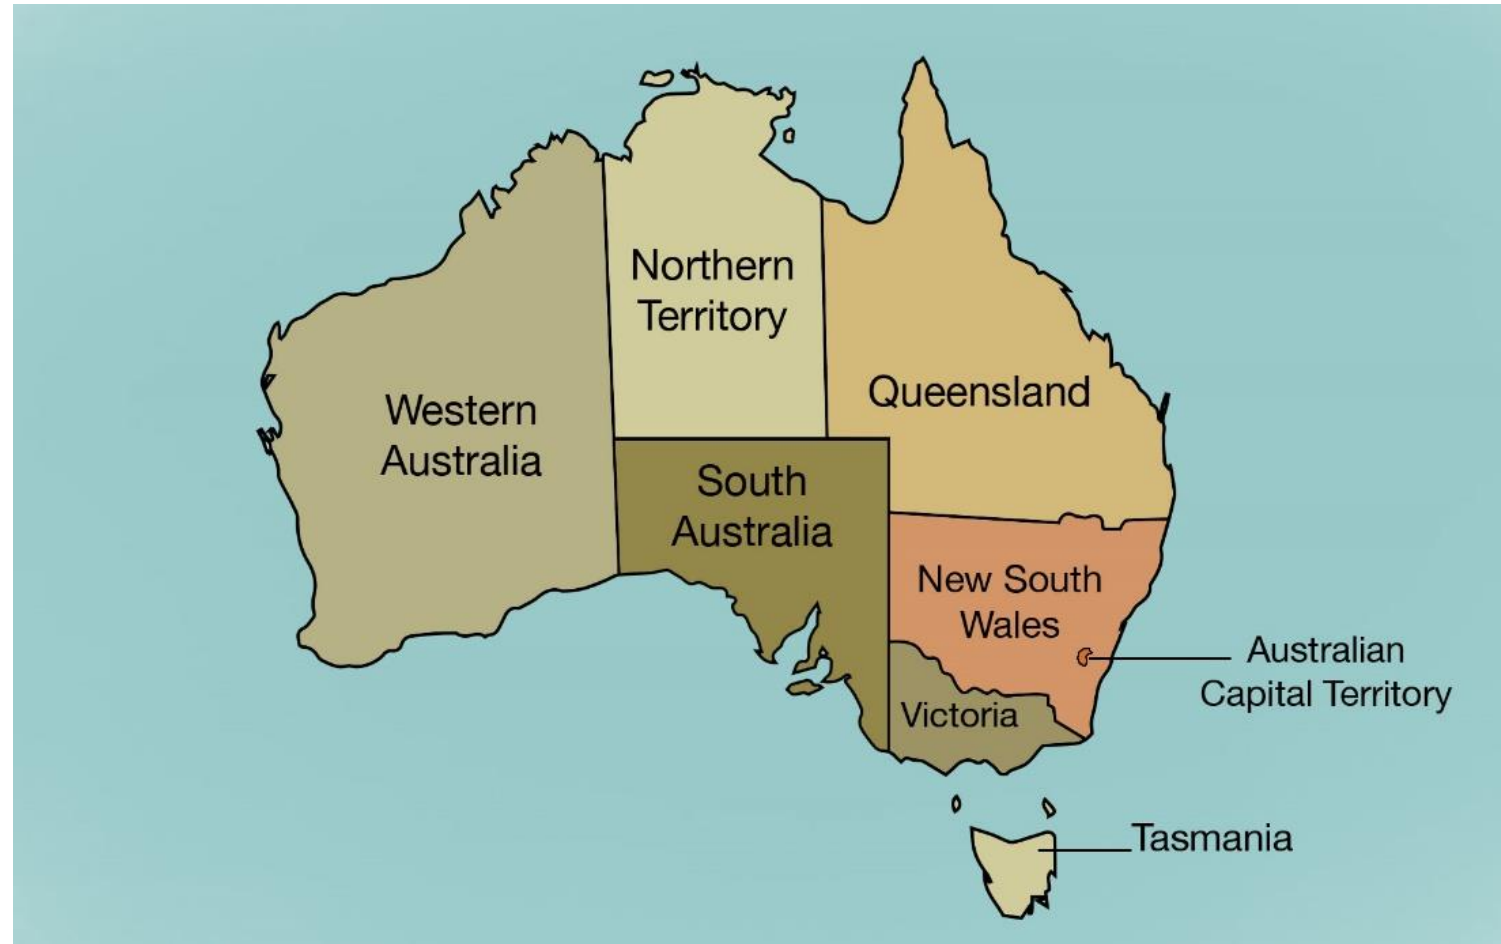 Northern
Territory
Queensland
Western
Australia
South
Australia
New South
Wales
Australian
Capital Territory
Victoria
Tasmania